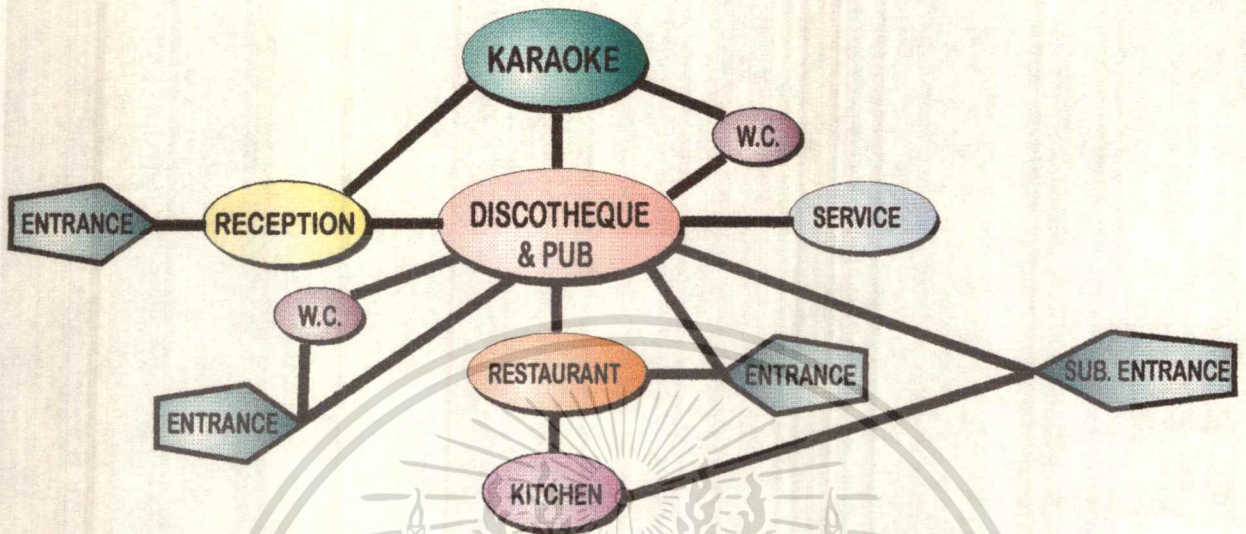 KARAOKE
W.C.
ENTRANCE
RECEPTION
DISCOTHEQUE
& PUB
SERVICE
W.C.
RESTAURANT
ENTRANCE
SUB. ENTRANCE
ENTRANCE
KITCHEN